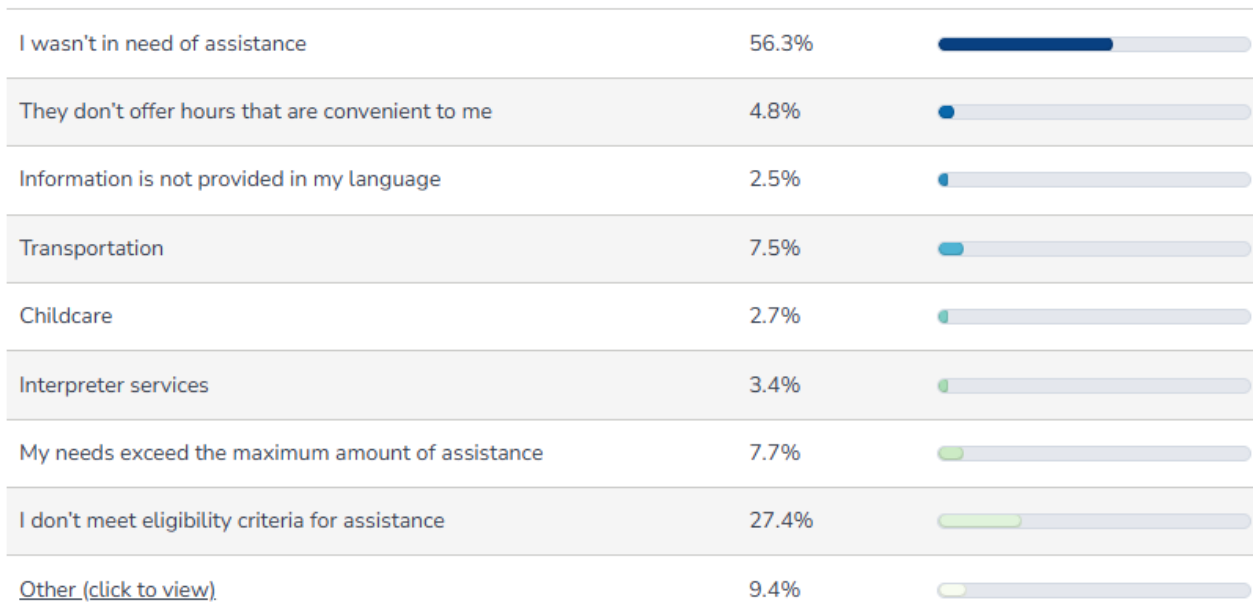 I wasn't in need of assistance 56.3%
They don't offer hours that are convenient to me 4.8%
Information is not provided in my language 2.5%
Transportation 7.5%
Childcare 2.7%
Interpreter services 3.4%
My needs exceed the maximum amount of assistance 7.7%
I don't meet eligibility criteria for assistance 27.4%
Other (click to view) 9.4%